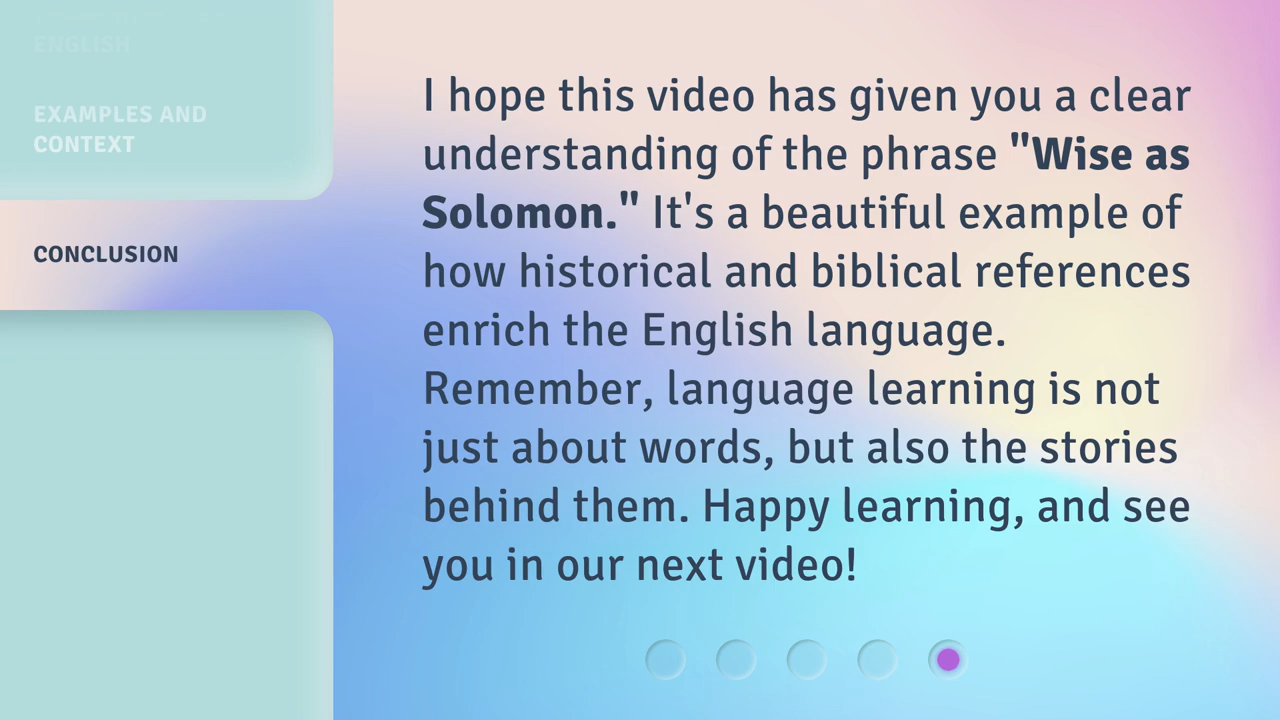 ENGLISH
EXAMPLES AND
CONTEXT
CONCLUSION
I hope this video has given you a clear
understanding of the phrase "Wise as
Solomon." It's a beautiful example of
how historical and biblical references
enrich the English language.
Remember, language learning is not
just about words, but also the stories
behind them. Happy learning, and see
you in our next video!